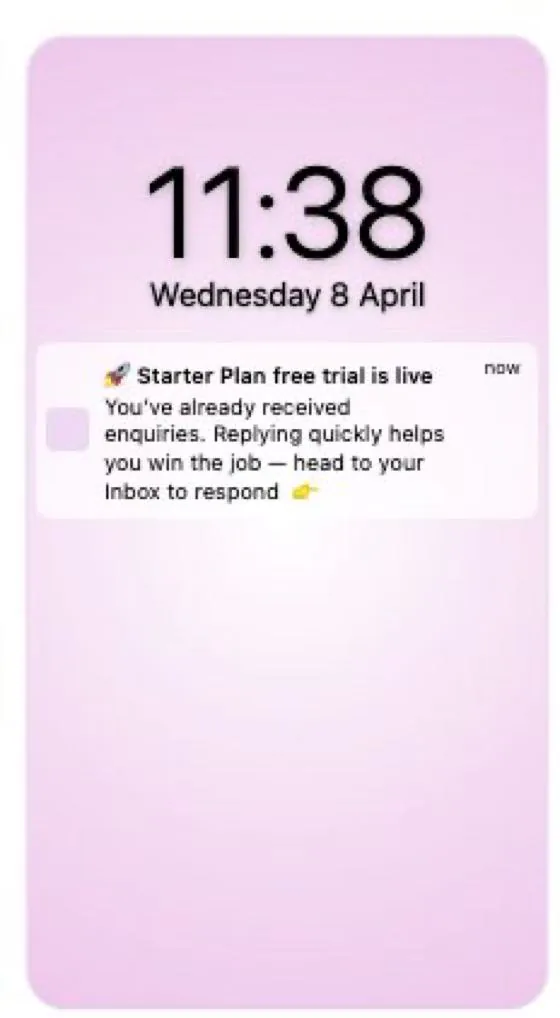 11:38
Wednesday 8 April
🚀 Starter Plan free trial is live
now
You've already received
enquiries. Replying quickly helps
you win the job — head to your
Inbox to respond 👉